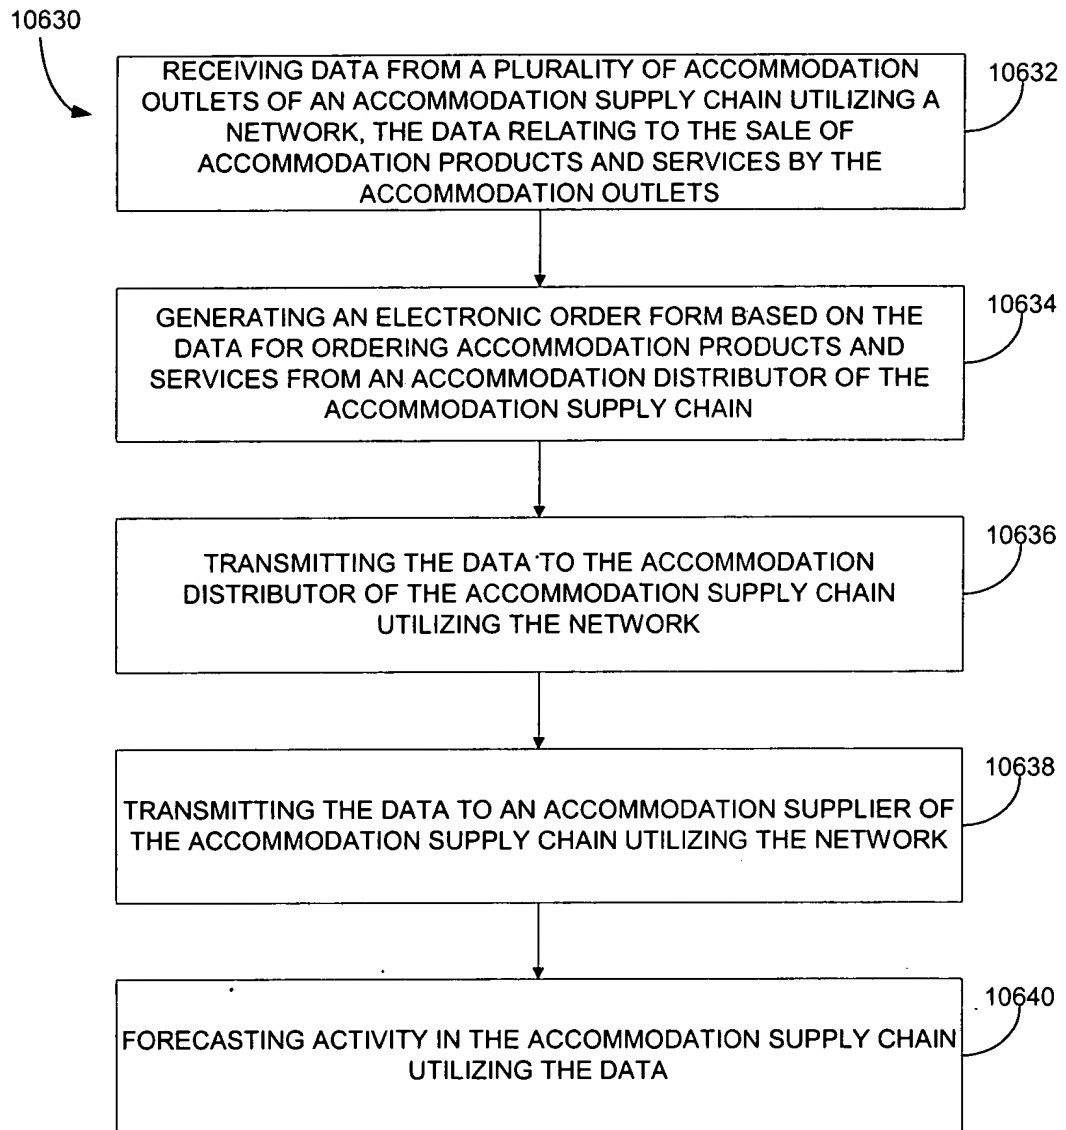 10630
RECEIVING DATA FROM A PLURALITY OF ACCOMMODATION
OUTLETS OF AN ACCOMMODATION SUPPLY CHAIN UTILIZING A
NETWORK, THE DATA RELATING TO THE SALE OF
ACCOMMODATION PRODUCTS AND SERVICES BY THE
ACCOMMODATION OUTLETS
10632
GENERATING AN ELECTRONIC ORDER FORM BASED ON THE
DATA FOR ORDERING ACCOMMODATION PRODUCTS AND
SERVICES FROM AN ACCOMMODATION DISTRIBUTOR OF THE
ACCOMMODATION SUPPLY CHAIN
10634
TRANSMITTING THE DATA TO THE ACCOMMODATION
DISTRIBUTOR OF THE ACCOMMODATION SUPPLY CHAIN
UTILIZING THE NETWORK
10636
TRANSMITTING THE DATA TO AN ACCOMMODATION SUPPLIER OF
THE ACCOMMODATION SUPPLY CHAIN UTILIZING THE NETWORK
10638
FORECASTING ACTIVITY IN THE ACCOMMODATION SUPPLY CHAIN
UTILIZING THE DATA
10640